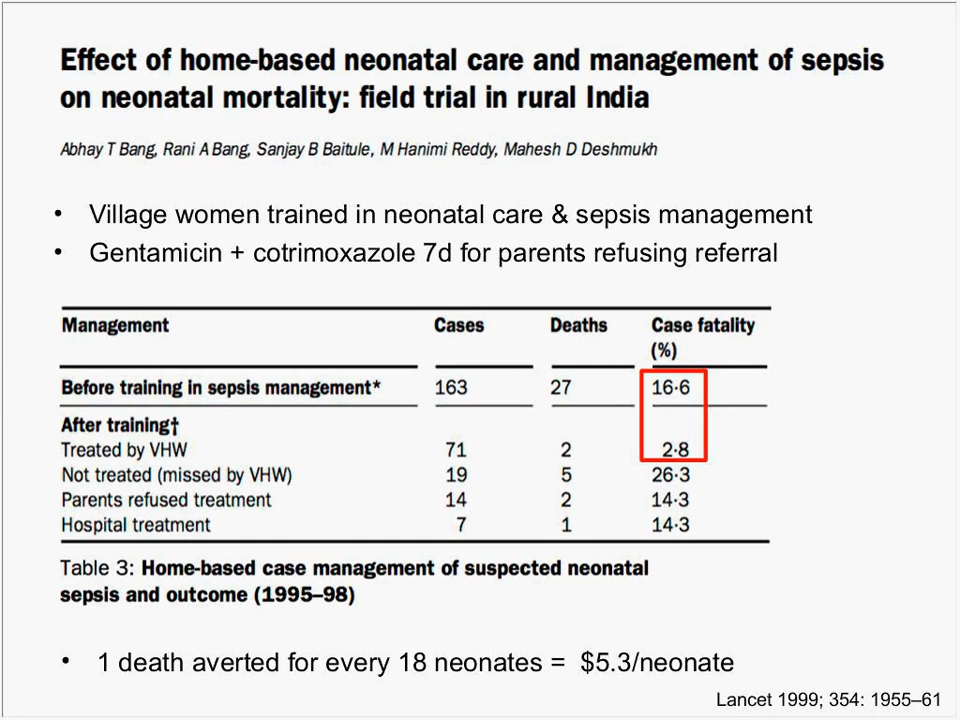 Effect of home-based neonatal care and management of sepsis
on neonatal mortality: field trial in rural India
Abhay T Bang, Rani A Bang, Sanjay B Baitule, M Hanimi Reddy, Mahesh D Deshmukh
• Village women trained in neonatal care & sepsis management
• Gentamicin + cotrimoxazole 7d for parents refusing referral
Management Cases Deaths Case fatality
(%)
Before training in sepsis management* 163 27 16·6
After training†
Treated by VHW 71 2 2·8
Not treated (missed by VHW) 19 5 26·3
Parents refused treatment 14 2 14·3
Hospital treatment 7 1 14·3
Table 3: Home-based case management of suspected neonatal
sepsis and outcome (1995–98)
• 1 death averted for every 18 neonates = $5.3/neonate
Lancet 1999; 354: 1955–61